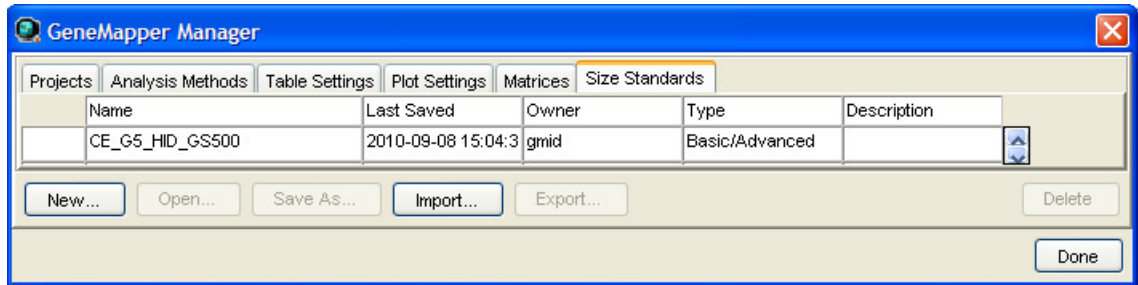 GeneMapper Manager
Projects Analysis Methods Table Settings Plot Settings Matrices Size Standards
Name Last Saved Owner Type Description
CE_G5_HID_GS500 2010-09-08 15:04:3 gmid Basic/Advanced
New... Open... Save As... Import... Export... Delete
Done